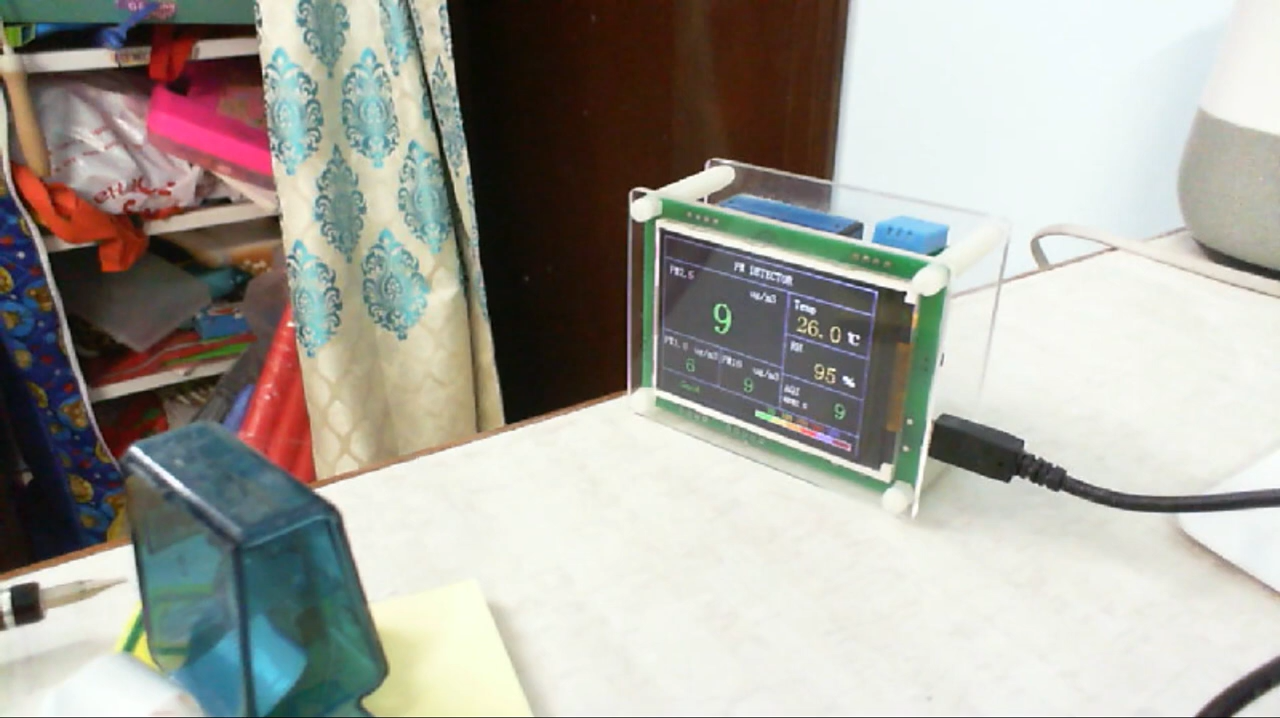 PM DETECTOR
PM2.5
ug/m3
9
Temp
26.0 ℃
RH
95 %
PM1.0 ug/m3
6
PM10 ug/m3
9
Good
AQI
9